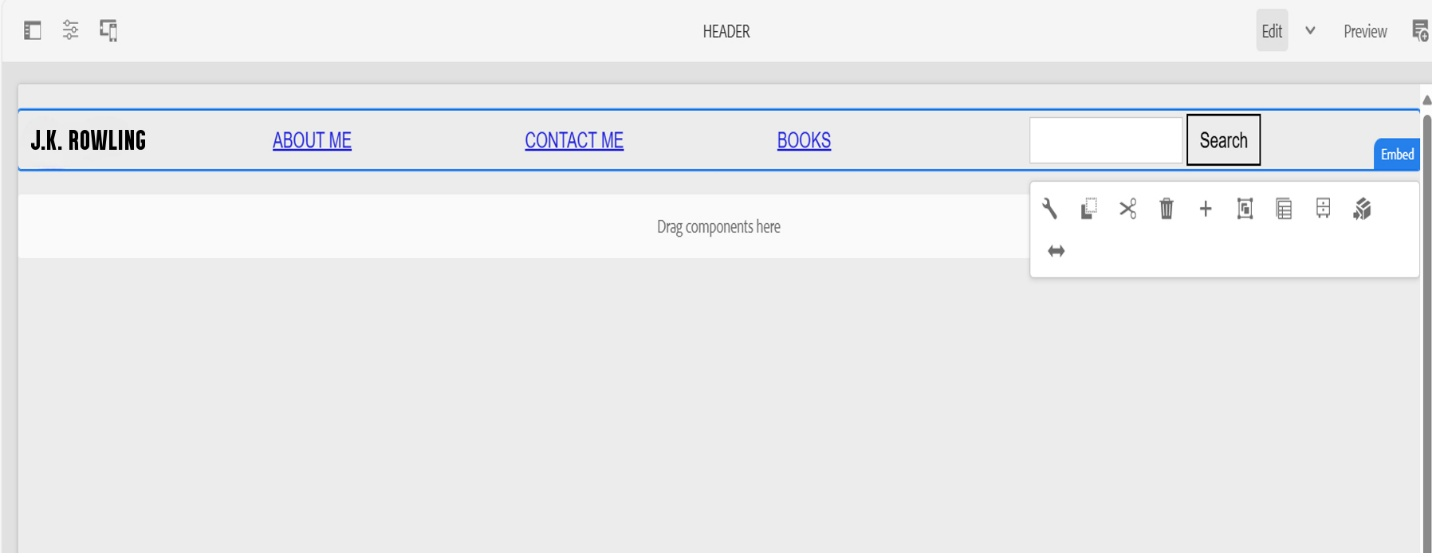 HEADER
Edit
Preview
J.K. ROWLING
ABOUT ME
CONTACT ME
BOOKS
Search
Embed
Drag components here